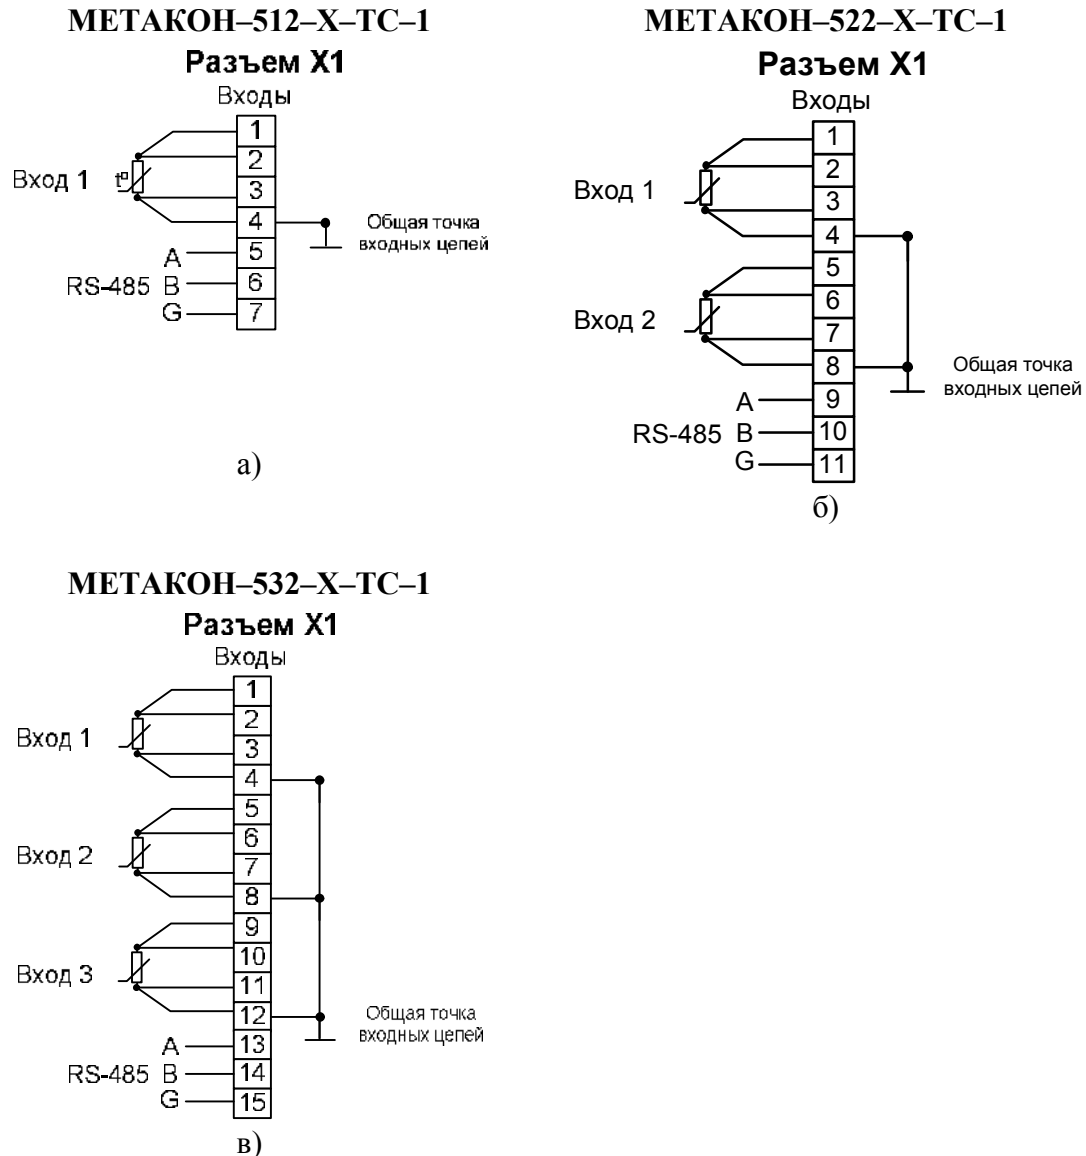 МЕТАКОН–512–Х–ТС–1
Разъем X1
Входы
1
2
Вход 1 t°
3
4
Общая точка
входных цепей
A 5
RS-485 B 6
G 7
а)
МЕТАКОН–522–Х–ТС–1
Разъем X1
Входы
1
2
Вход 1
3
4
5
6
Вход 2
7
8
Общая точка
входных цепей
A 9
RS-485 B 10
G 11
б)
МЕТАКОН–532–Х–ТС–1
Разъем X1
Входы
1
2
Вход 1
3
4
5
6
Вход 2
7
8
9
10
Вход 3
11
12
Общая точка
входных цепей
A 13
RS-485 B 14
G 15
в)